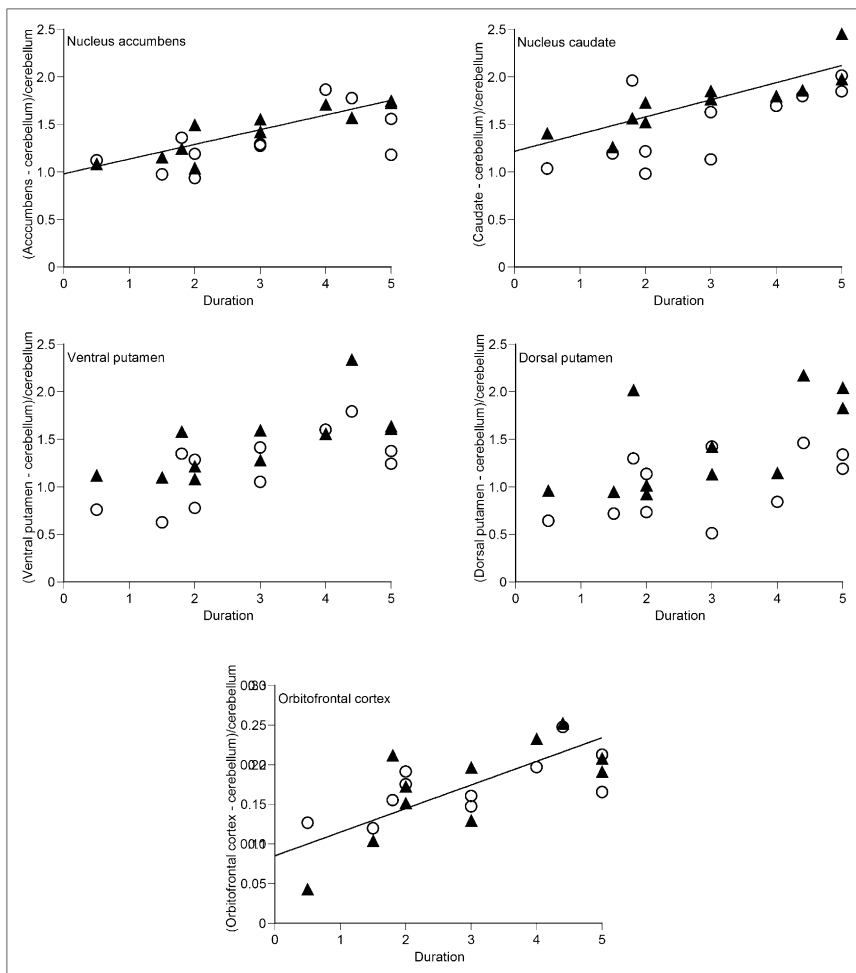 Nucleus accumbens
(Acccumbens - cerebellum)/cerebellum
2.5
2.0
1.5
1.0
0.5
0
0 1 2 3 4 5
Duration
Nucleus caudate
(Caudate - cerebellum)/cerebellum
2.5
2.0
1.5
1.0
0.5
0
0 1 2 3 4 5
Duration
Ventral putamen
(Ventral putamen - cerebellum)/cerebellum
2.5
2.0
1.5
1.0
0.5
0
0 1 2 3 4 5
Duration
Dorsal putamen
(Dorsal putamen - cerebellum)/cerebellum
2.5
2.0
1.5
1.0
0.5
0
0 1 2 3 4 5
Duration
Orbitofrontal cortex
(Orbitofrontal cortex - cerebellum)/cerebellum
0.3
0.25
0.2
0.15
0.1
0.05
0
0 1 2 3 4 5
Duration